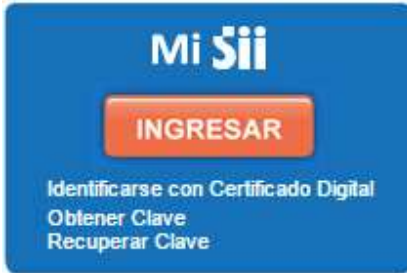 Mi Sii
INGRESAR
Identificarse con Certificado Digital
Obtener Clave
Recuperar Clave